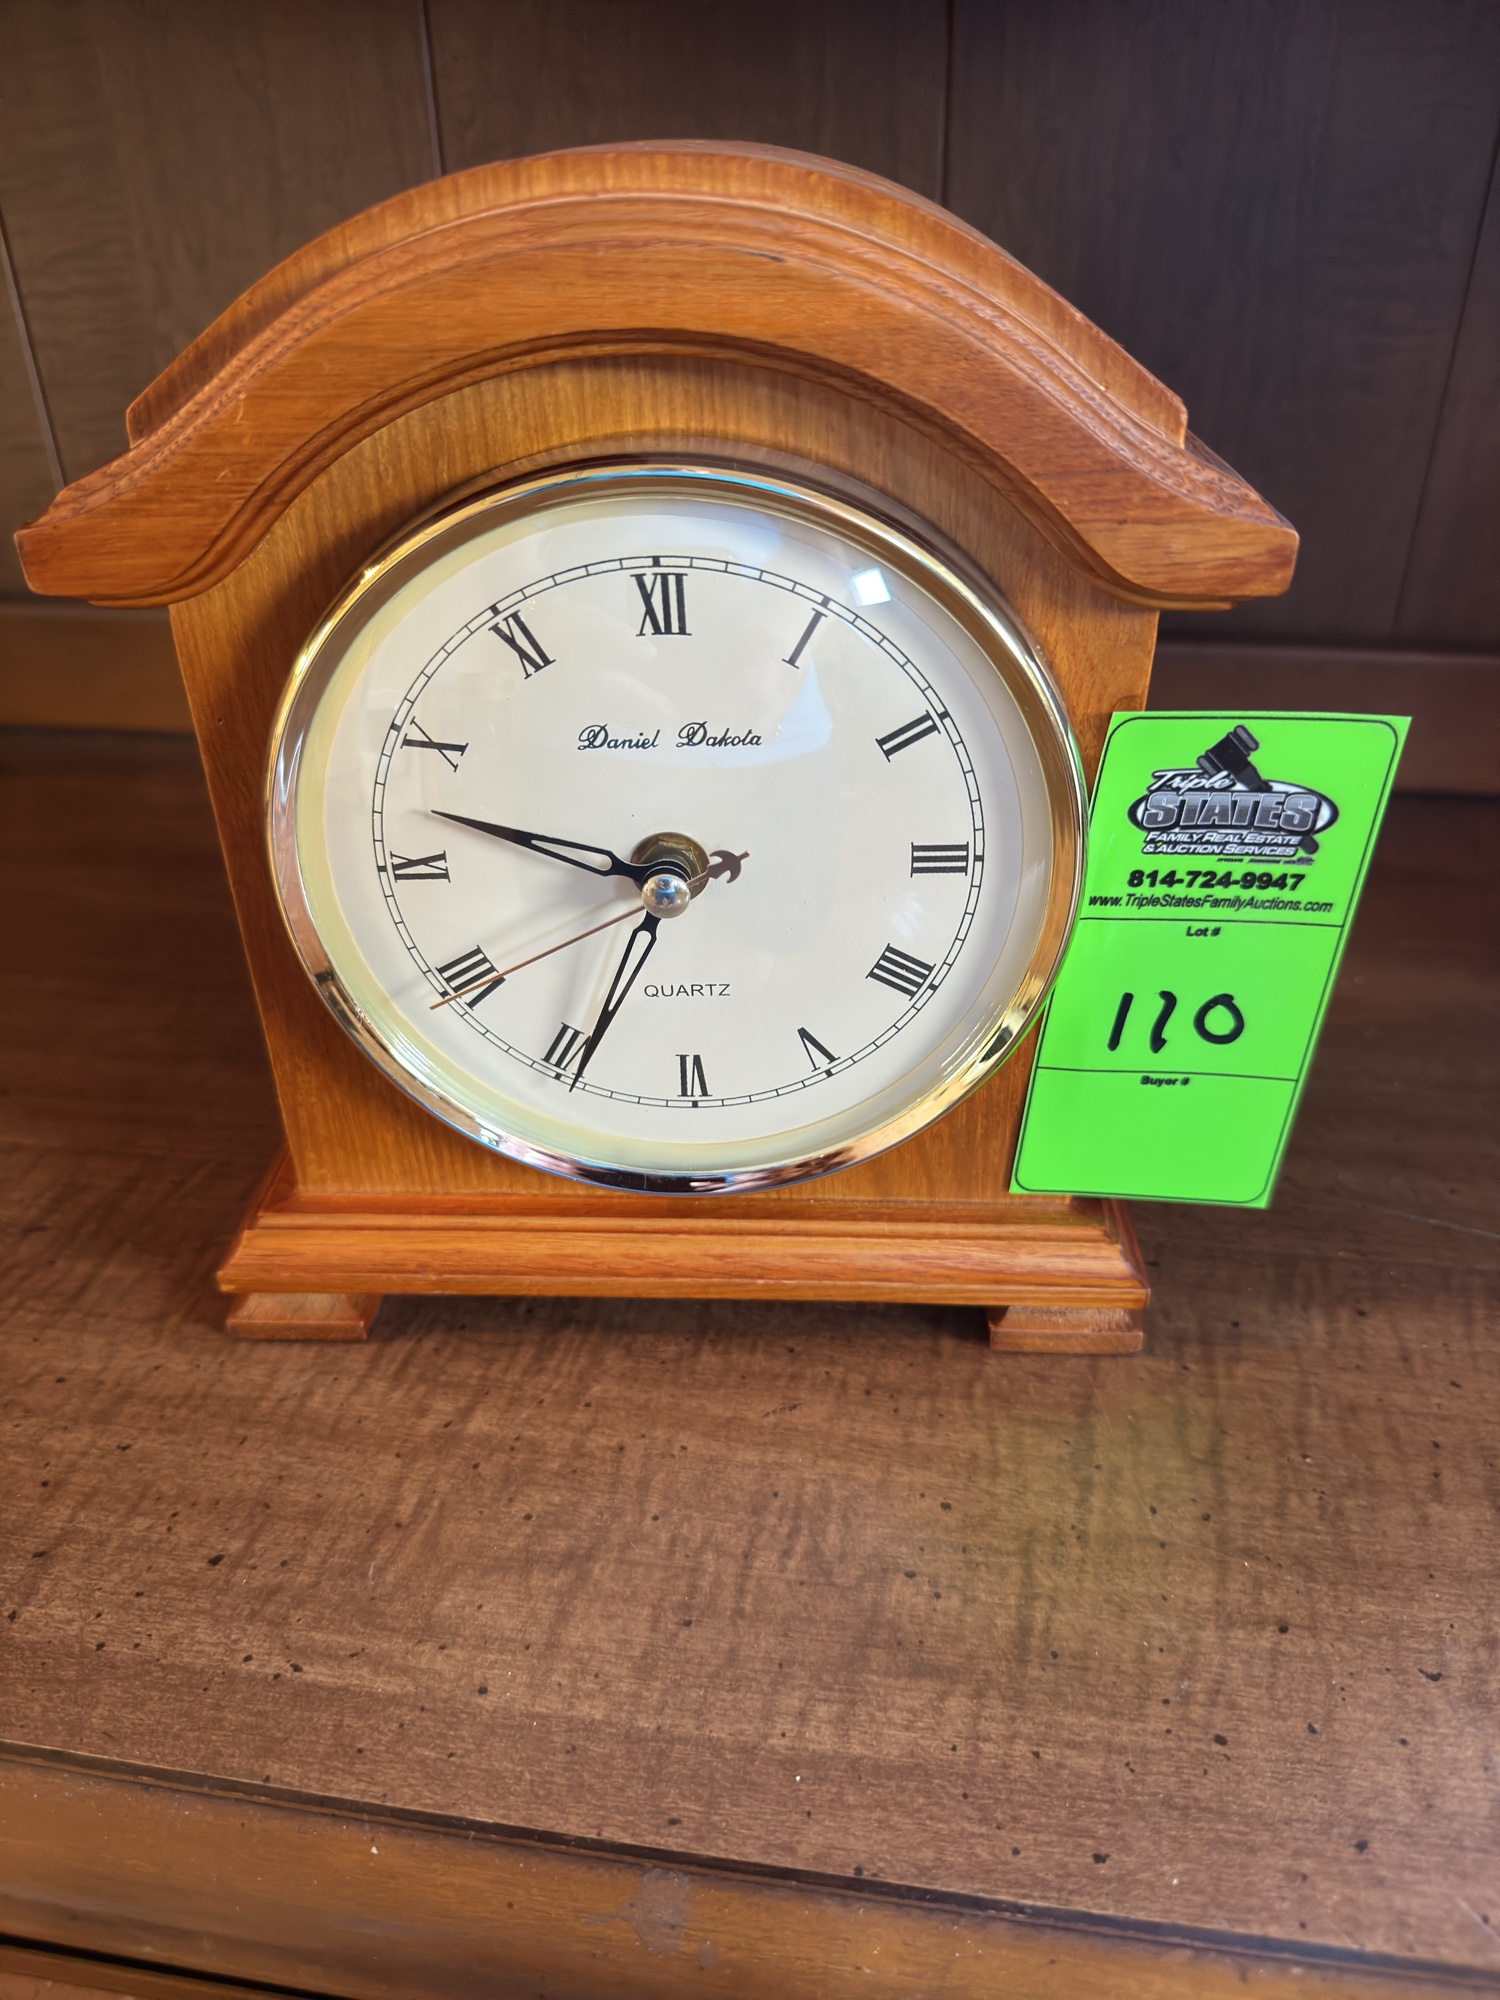 XII
XI
I
X
II
Daniel Dakota
IX
III
VIII
IIII
QUARTZ
VII
V
VI
Triple
STATES
FAMILY REAL ESTATE
& AUCTION SERVICES
814-724-9947
www.TripleStatesFamilyAuctions.com
Lot #
110
Buyer #